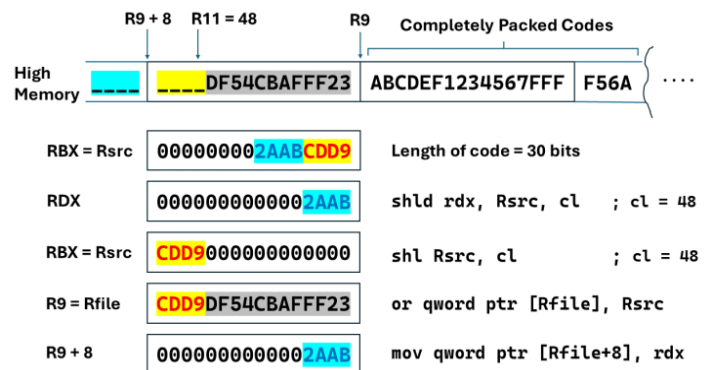 R9 + 8 R11 = 48 R9 Completely Packed Codes
High Memory ____ ____DF54CBAFFF23 ABCDEF1234567FFF F56A ....
RBX = Rsrc 000000002AABCDD9 Length of code = 30 bits
RDX 0000000000002AAB shld rdx, Rsrc, cl ; cl = 48
RBX = Rsrc CDD9000000000000 shl Rsrc, cl ; cl = 48
R9 = Rfile CDD9DF54CBAFFF23 or qword ptr [Rfile], Rsrc
R9 + 8 0000000000002AAB mov qword ptr [Rfile+8], rdx